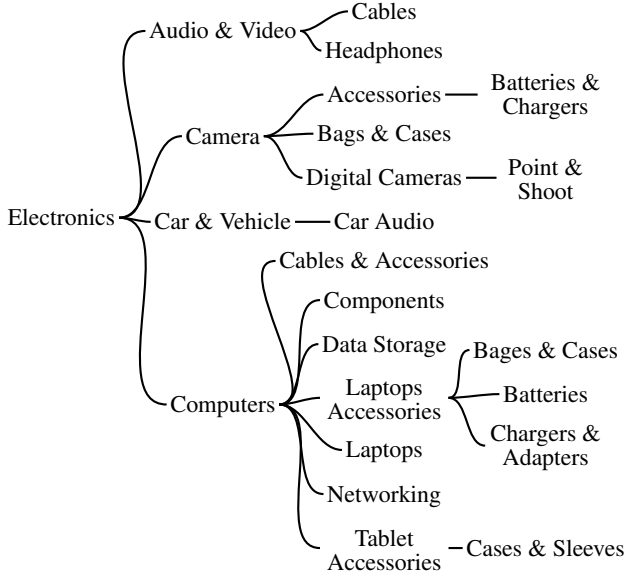 Electronics
Audio & Video
Cables
Headphones
Camera
Accessories
Batteries &
Chargers
Bags & Cases
Digital Cameras
Point &
Shoot
Car & Vehicle
Car Audio
Computers
Cables & Accessories
Components
Data Storage
Laptops
Accessories
Bages & Cases
Batteries
Chargers &
Adapters
Laptops
Networking
Tablet
Accessories
Cases & Sleeves